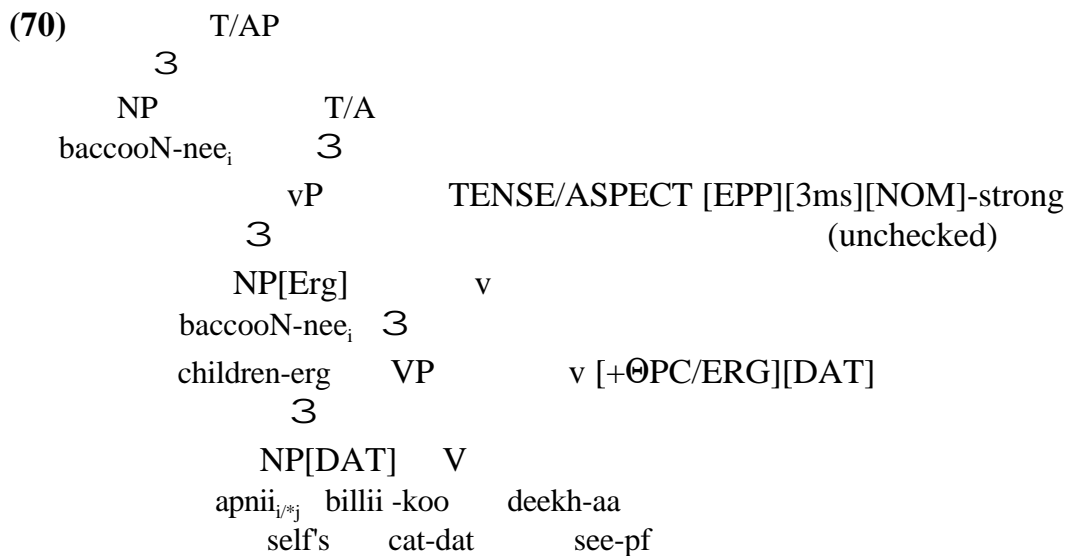 (70) T/AP
3
NP T/A
baccooN-neeᵢ 3
vP TENSE/ASPECT [EPP][3ms][NOM]-strong
3 (unchecked)
NP[Erg] v
baccooN-neeᵢ 3
children-erg VP v [+ΘPC/ERG][DAT]
3
NP[DAT] V
apniiᵢ/*ⱼ billii -koo deekh-aa
self's cat-dat see-pf